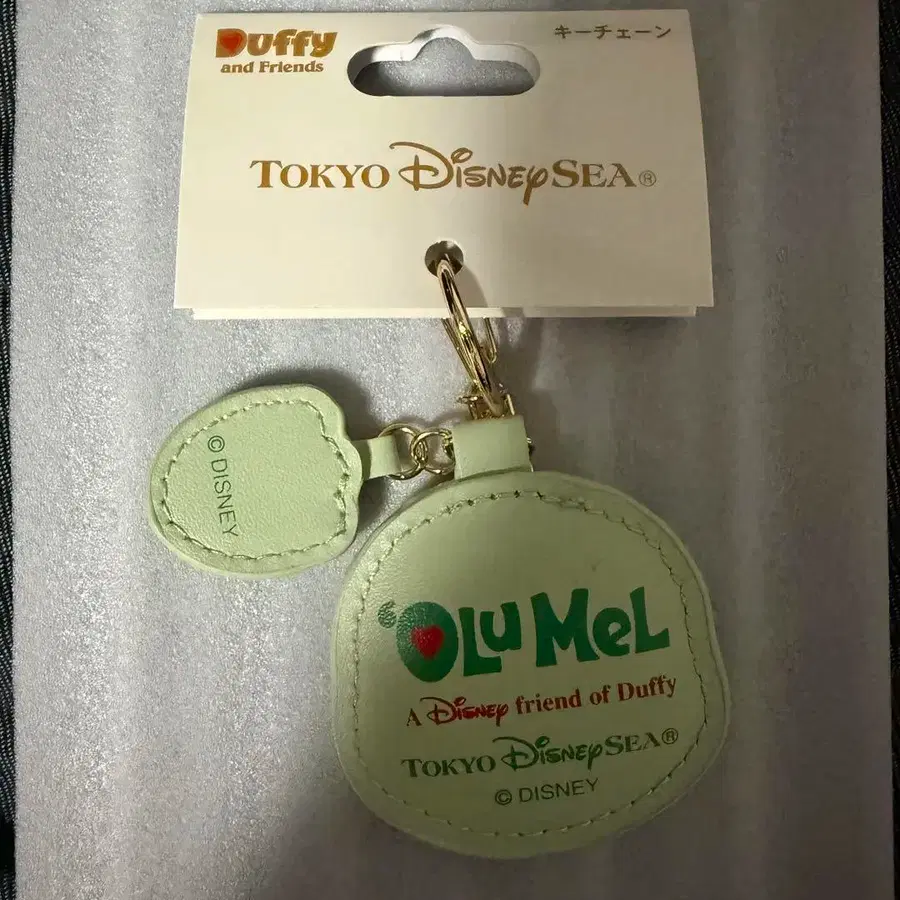 Duffy
and Friends
キーチェーン
TOKYO DISNEYSEA®
© DISNEY
‘OLU MEL
A Disney friend of Duffy
TOKYO DISNEYSEA®
© DISNEY